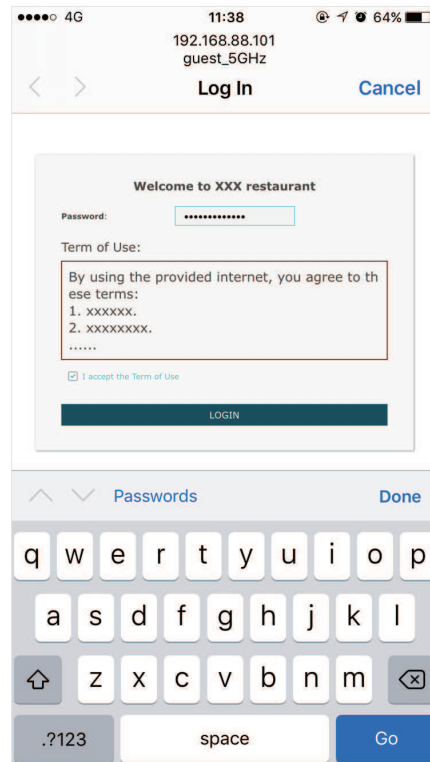 4G 11:38 64%
192.168.88.101
guest_5GHz
Log In Cancel
Welcome to XXX restaurant
Password: •••••••••••••
Term of Use:
By using the provided internet, you agree to th
ese terms:
1. xxxxxx.
2. xxxxxxxx.
......
I accept the Term of Use
LOGIN
Passwords Done
q w e r t y u i o p
a s d f g h j k l
z x c v b n m
.?123 space Go